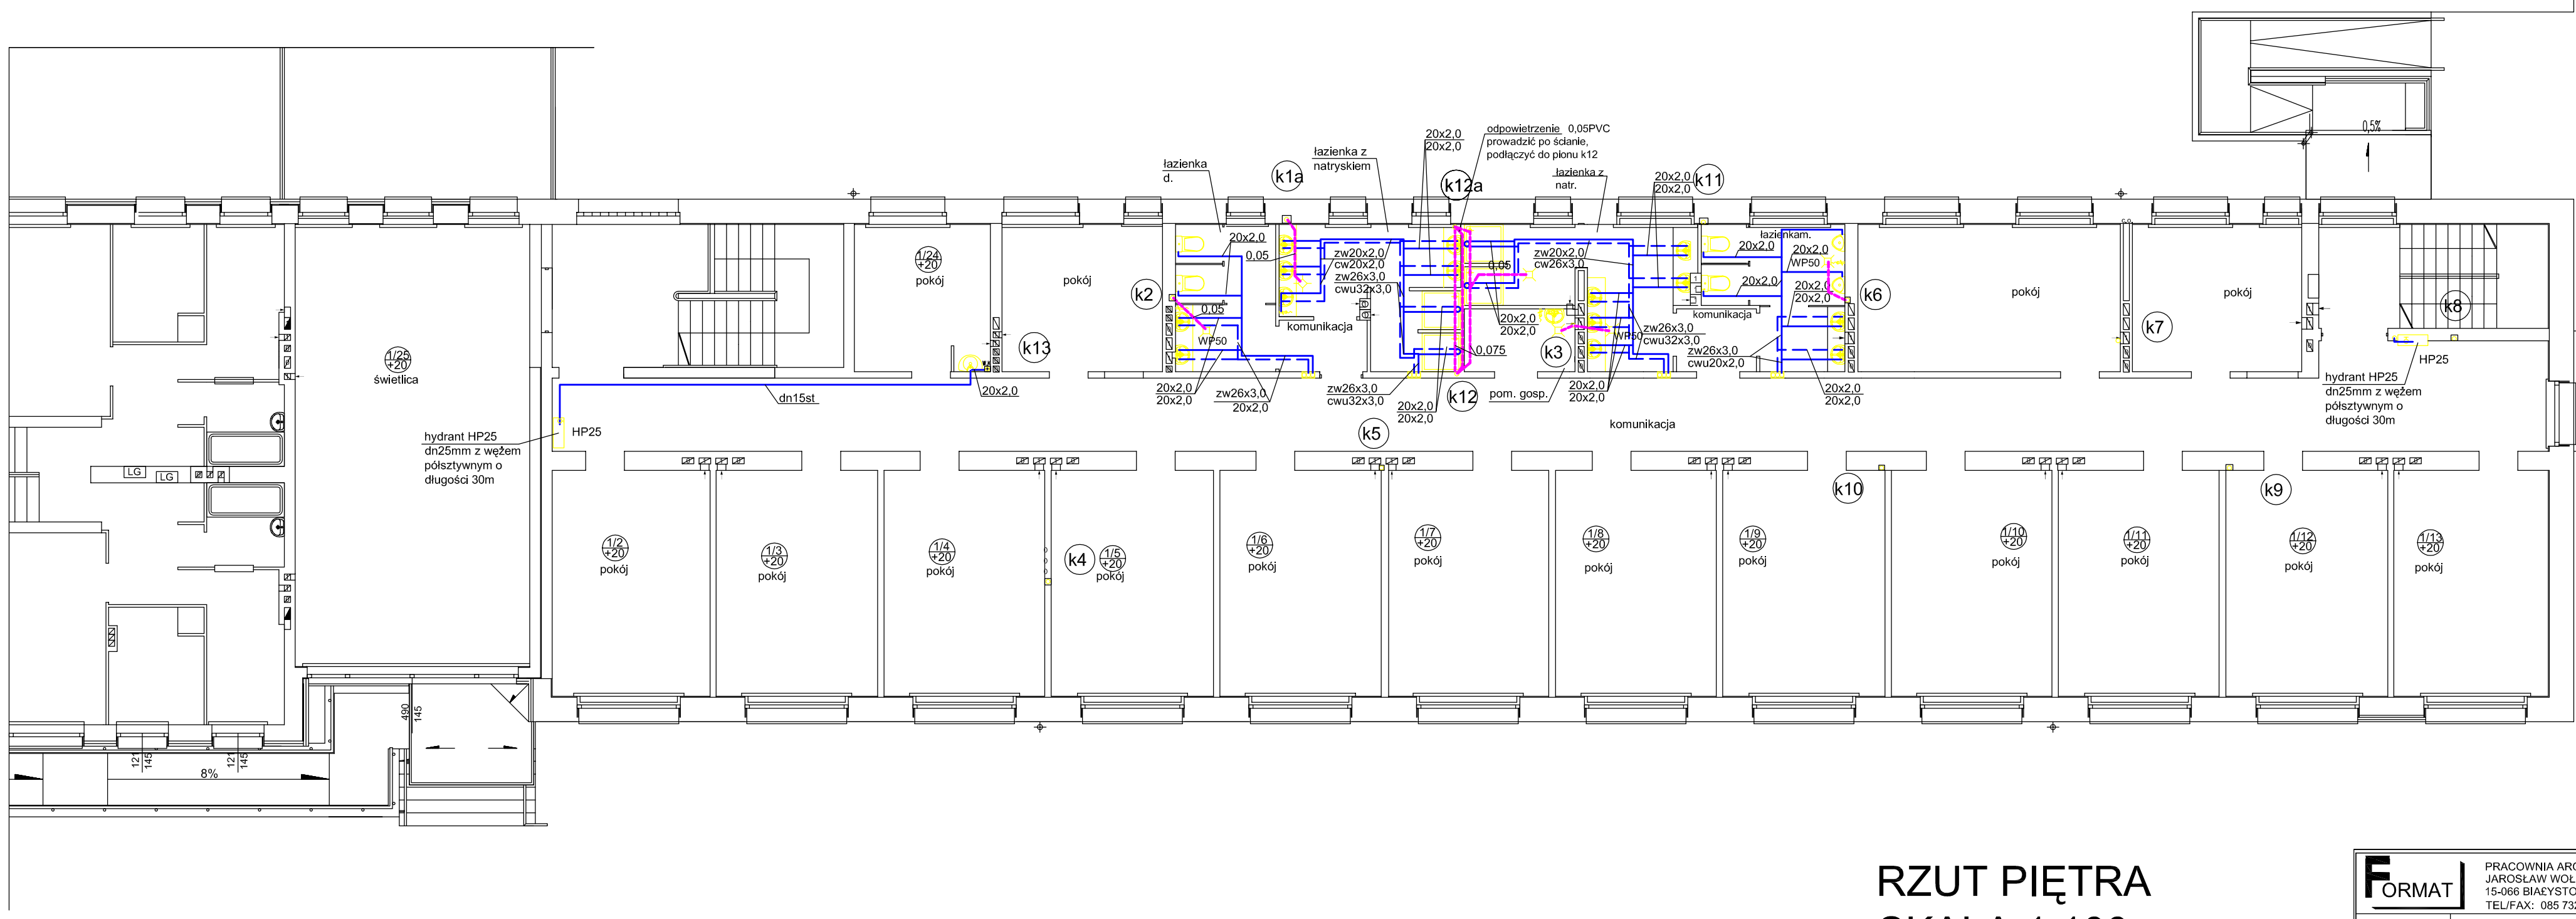 0,5%
odpowietrzenie 0,05PVC
prowadzić po ścianie,
podłączyć do pionu k12
20x2,0
20x2,0
łazienka z
natryskiem
łazienka
d.
k1a
k12a
łazienka z
natr.
20x2,0
20x2,0
k11
20x2,0
0,05
zw20x2,0
cw20x2,0
zw26x3,0
cwu32x3,0
0,05
zw20x2,0
cw26x3,0
łazienkam.
20x2,0
20x2,0
WP50
20x2,0
20x2,0
20x2,0
1/24
+20
pokój
pokój
k2
0,05
WP50
komunikacja
20x2,0
20x2,0
k3
WP50
zw26x3,0
cwu32x3,0
komunikacja
zw26x3,0
cwu20x2,0
k6
pokój
k7
pokój
k8
HP25
k13
0,075
1/25
+20
świetlica
dn15st
20x2,0
20x2,0
20x2,0
zw26x3,0
20x2,0
zw26x3,0
cwu32x3,0
20x2,0
20x2,0
k12
pom. gosp.
20x2,0
20x2,0
20x2,0
20x2,0
hydrant HP25
dn25mm z wężem
półsztywnym o
długości 30m
hydrant HP25
dn25mm z wężem
półsztywnym o
długości 30m
HP25
k5
komunikacja
LG
LG
k10
k9
1/2
+20
pokój
1/3
+20
pokój
1/4
+20
pokój
k4
1/5
+20
pokój
1/6
+20
pokój
1/7
+20
pokój
1/8
+20
pokój
1/9
+20
pokój
1/10
+20
pokój
1/11
+20
pokój
1/12
+20
pokój
1/13
+20
pokój
490
145
121
145
121
145
8%
RZUT PIĘTRA
FORMAT
PRACOWNIA
JAROSŁAW
15-066
TEL/FAX: 085